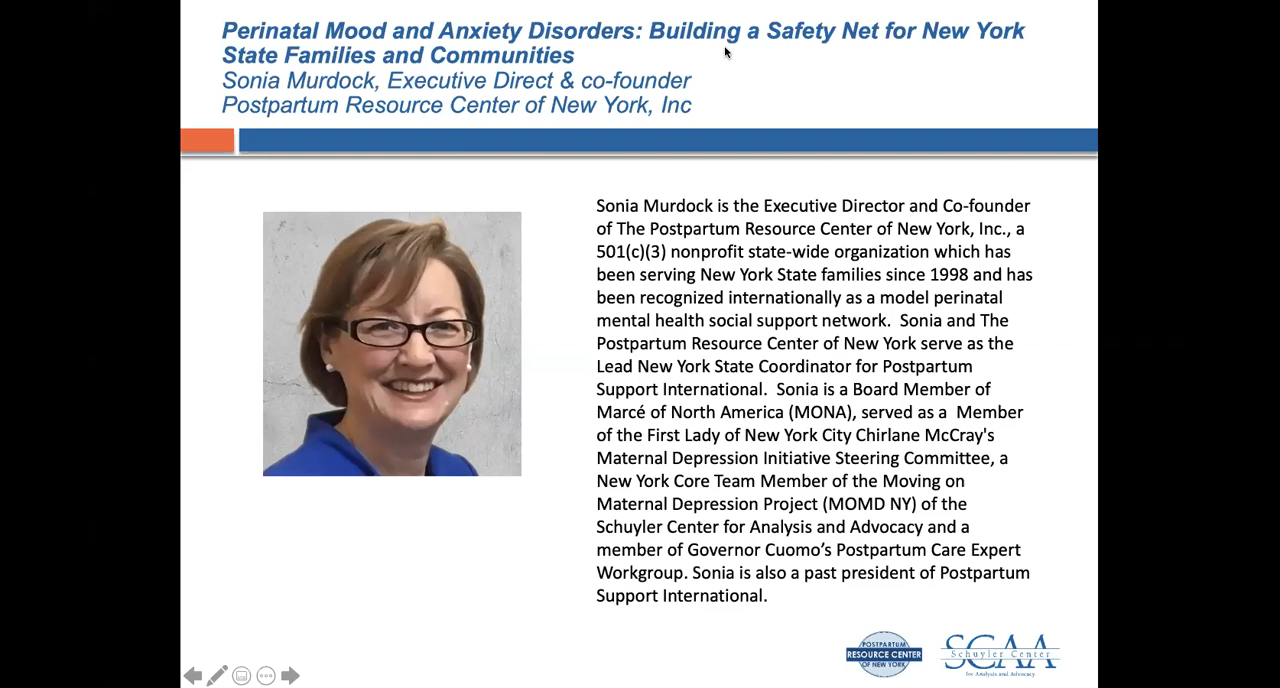 Perinatal Mood and Anxiety Disorders: Building a Safety Net for New York
State Families and Communities
Sonia Murdock, Executive Direct & co-founder
Postpartum Resource Center of New York, Inc
Sonia Murdock is the Executive Director and Co-founder
of The Postpartum Resource Center of New York, Inc., a
501(c)(3) nonprofit state-wide organization which has
been serving New York State families since 1998 and has
been recognized internationally as a model perinatal
mental health social support network.  Sonia and The
Postpartum Resource Center of New York serve as the
Lead New York State Coordinator for Postpartum
Support International.  Sonia is a Board Member of
Marcé of North America (MONA), served as a  Member
of the First Lady of New York City Chirlane McCray's
Maternal Depression Initiative Steering Committee, a
New York Core Team Member of the Moving on
Maternal Depression Project (MOMD NY) of the
Schuyler Center for Analysis and Advocacy and a
member of Governor Cuomo’s Postpartum Care Expert
Workgroup. Sonia is also a past president of Postpartum
Support International.
POSTPARTUM
RESOURCE CENTER
OF NEW YORK
SCAA
Schuyler Center
for Analysis and Advocacy